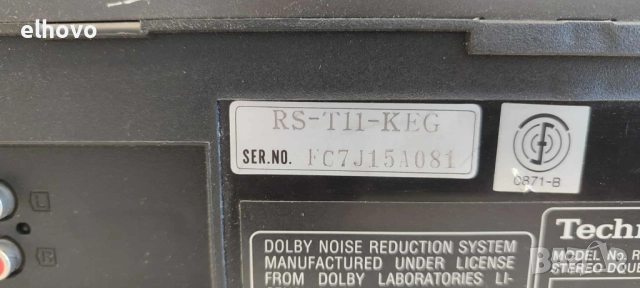 elhovo
RS-T11-KEG
SER.NO. FC7J15A081
C871-B
L
R
DOLBY NOISE REDUCTION SYSTEM
MANUFACTURED UNDER LICENSE
FROM DOLBY LABORATORIES LI-
Techn
MODEL No. R
STEREO DOU